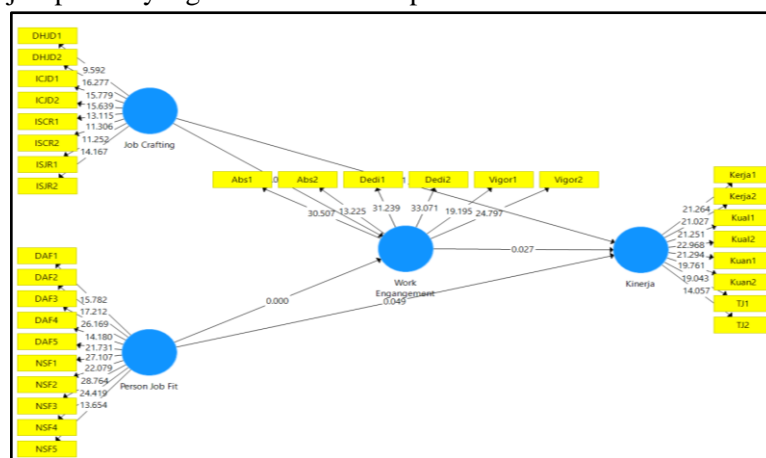 DHJD1
DHJD2
ICJD1
ICJD2
ISCR1
ISCR2
ISJR1
ISJR2
9.592
16.277
15.779
15.639
13.115
11.306
11.252
14.167
Job Crafting
Abs1
Abs2
Dedi1
Dedi2
Vigor1
Vigor2
30.507
13.225
31.239
33.071
19.195
24.797
Work
Engangement
0.027
0.049
0.000
Kerja1
Kerja2
Kual1
Kual2
Kuan1
Kuan2
TJ1
TJ2
21.264
21.027
21.251
22.968
21.294
19.761
19.043
14.057
Kinerja
DAF1
DAF2
DAF3
DAF4
DAF5
NSF1
NSF2
NSF3
NSF4
NSF5
15.782
17.212
26.169
14.180
21.731
27.107
22.079
28.764
24.419
13.654
Person Job Fit